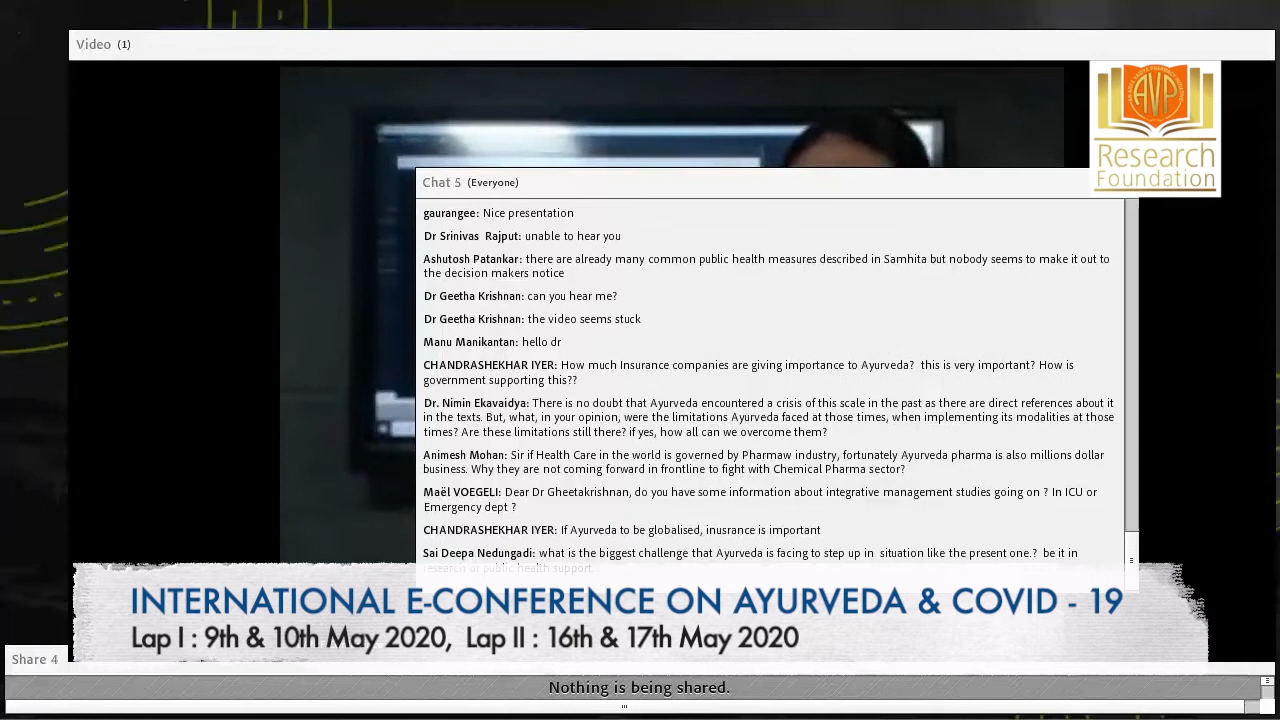 Video (1)
AVP
Research
Foundation
Chat 5 (Everyone)
gaurangee: Nice presentation
Dr Srinivas Rajput: unable to hear you
Ashutosh Patankar: there are already many common public health measures described in Samhita but nobody seems to make it out to
the decision makers notice
Dr Geetha Krishnan: can you hear me?
Dr Geetha Krishnan: the video seems stuck
Manu Manikantan: hello dr
CHANDRASHEKHAR IYER: How much Insurance companies are giving importance to Ayurveda? this is very important? How is
government supporting this??
Dr. Nimin Ekavaidya: There is no doubt that Ayurveda encountered a crisis of this scale in the past as there are direct references about it
in the texts. But, what, in your opinion, were the limitations Ayurveda faced at those times, when implementing its modalities at those
times? Are these limitations still there? if yes, how all can we overcome them?
Animesh Mohan: Sir if Health Care in the world is governed by Pharmaw industry, fortunately Ayurveda pharma is also millions dollar
business. Why they are not coming forward in frontline to fight with Chemical Pharma sector?
Maël VOEGELI: Dear Dr Gheetakrishnan, do you have some information about integrative management studies going on ? In ICU or
Emergency dept ?
CHANDRASHEKHAR IYER: If Ayurveda to be globalised, inusrance is important
Sai Deepa Nedungadi: what is the biggest challenge that Ayurveda is facing to step up in situation like the present one.? be it in
research or public health support.
INTERNATIONAL E-CONFERENCE ON AYURVEDA & COVID - 19
Lap I : 9th & 10th May 2020, Lap II : 16th & 17th May 2020
Share 4
Nothing is being shared.